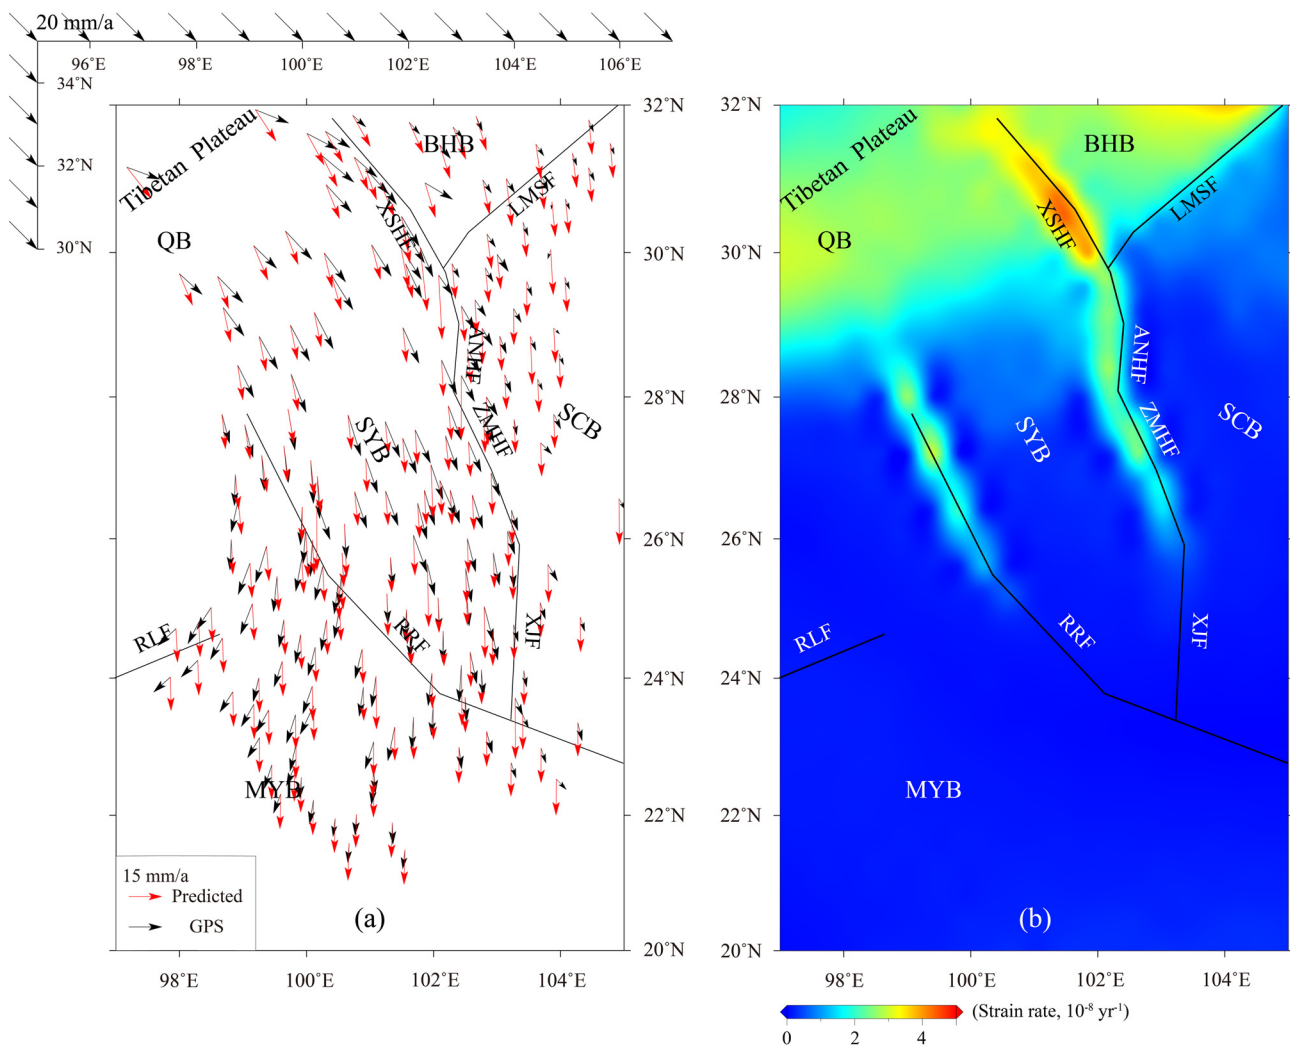 20 mm/a
96˚E 98˚E 100˚E 102˚E 104˚E 106˚E
34˚N
32˚N
30˚N
Tibetan Plateau
BHB
LMSF
XSHF
QB
ANHF
ZMHF
SYB
SCB
RLF
RRF
XJF
MYB
15 mm/a
Predicted
GPS
(a)
32˚N
30˚N
28˚N
26˚N
24˚N
22˚N
20˚N
98˚E 100˚E 102˚E 104˚E
Tibetan Plateau
BHB
LMSF
XSHF
QB
ANHF
ZMHF
SYB
SCB
RLF
RRF
XJF
MYB
(b)
32˚N
30˚N
28˚N
26˚N
24˚N
22˚N
20˚N
98˚E 100˚E 102˚E 104˚E
(Strain rate, 10⁻⁸ yr⁻¹)
0 2 4